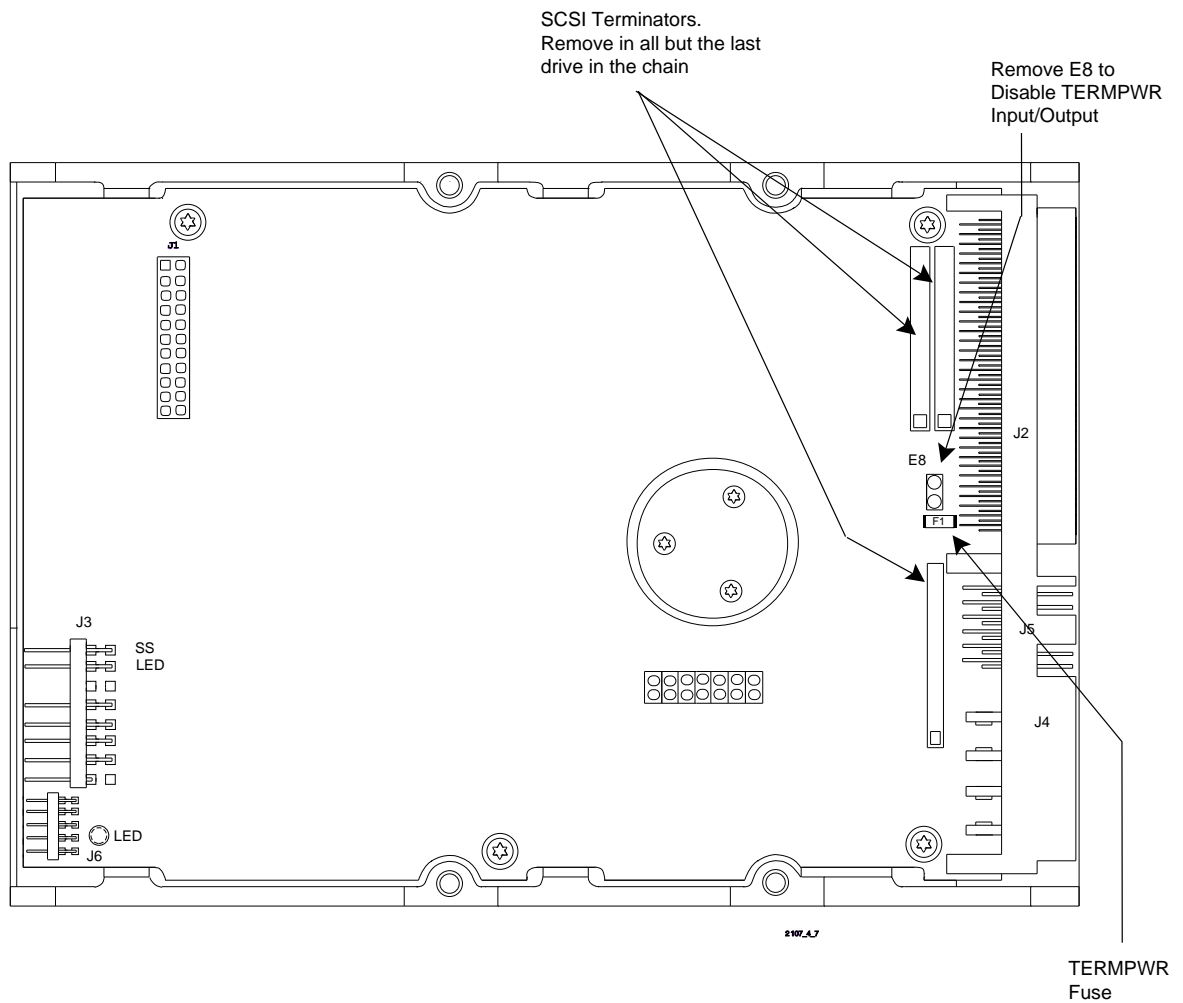 SCSI Terminators.
Remove in all but the last
drive in the chain
Remove E8 to
Disable TERMPWR
Input/Output
J1
J2
E8
F1
J3
SS
LED
J5
J4
LED
J6
2107_4_7
TERMPWR
Fuse